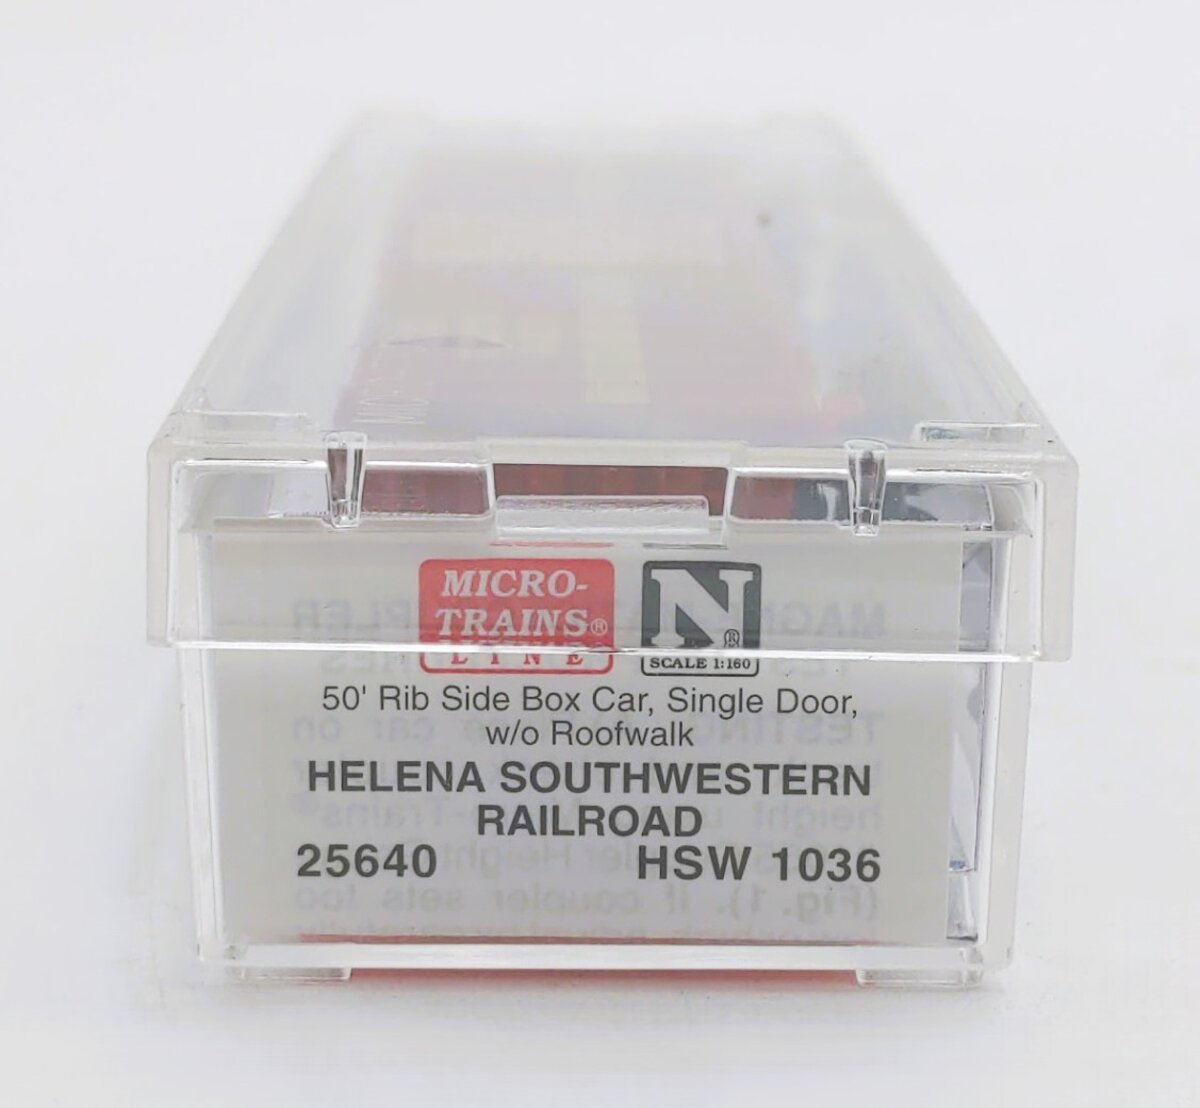 MICRO-
TRAINS®
LINE
N®
SCALE 1:160
50' Rib Side Box Car, Single Door,
w/o Roofwalk
HELENA SOUTHWESTERN
RAILROAD
25640 HSW 1036